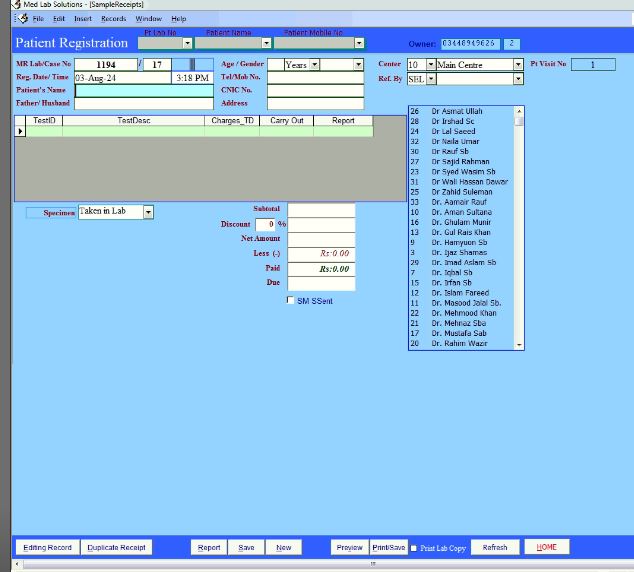 Med Lab Solutions - [SampleReceipts]
File Edit Insert Records Window Help
Patient Registration
Pt Lab No Patient Name Patient Mobile No
Owner: 03448949626 2
MR Lab/Case No 1194 / 17 Age / Gender Years Center 10 Main Centre Pt Visit No 1
Reg. Date/ Time 03-Aug-24 3:18 PM Tel/Mob No. Ref. By SEL
Patient's Name CNIC No.
Father/ Husband Address
TestID TestDesc Charges_TD Carry Out Report
26 Dr Asmat Ullah
28 Dr Irshad Sc
24 Dr Lal Saeed
32 Dr Naila Umar
30 Dr Rauf Sb
27 Dr Sajid Rahman
23 Dr Syed Wasim Sb
31 Dr Wali Hassan Dawar
25 Dr Zahid Suleman
33 Dr. Aamair Rauf
10 Dr. Aman Sultana
16 Dr. Ghulam Munir
13 Dr. Gul Rais Khan
9 Dr. Hamyuon Sb
3 Dr. Ijaz Shamas
29 Dr. Imad Aslam Sb
7 Dr. Iqbal Sb
15 Dr. Irfan Sb
12 Dr. Islam Fareed
11 Dr. Masood Jalal Sb.
22 Dr. Mehmood Khan
21 Dr. Mehnaz Sba
17 Dr. Mustafa Sab
20 Dr. Rahim Wazir
Specimen Taken in Lab
Subtotal
Discount 0 %
Net Amount
Less (-) Rs:0.00
Paid Rs:0.00
Due
SM SSent
Editing Record Duplicate Receipt Report Save New Preview Print/Save Print Lab Copy Refresh HOME